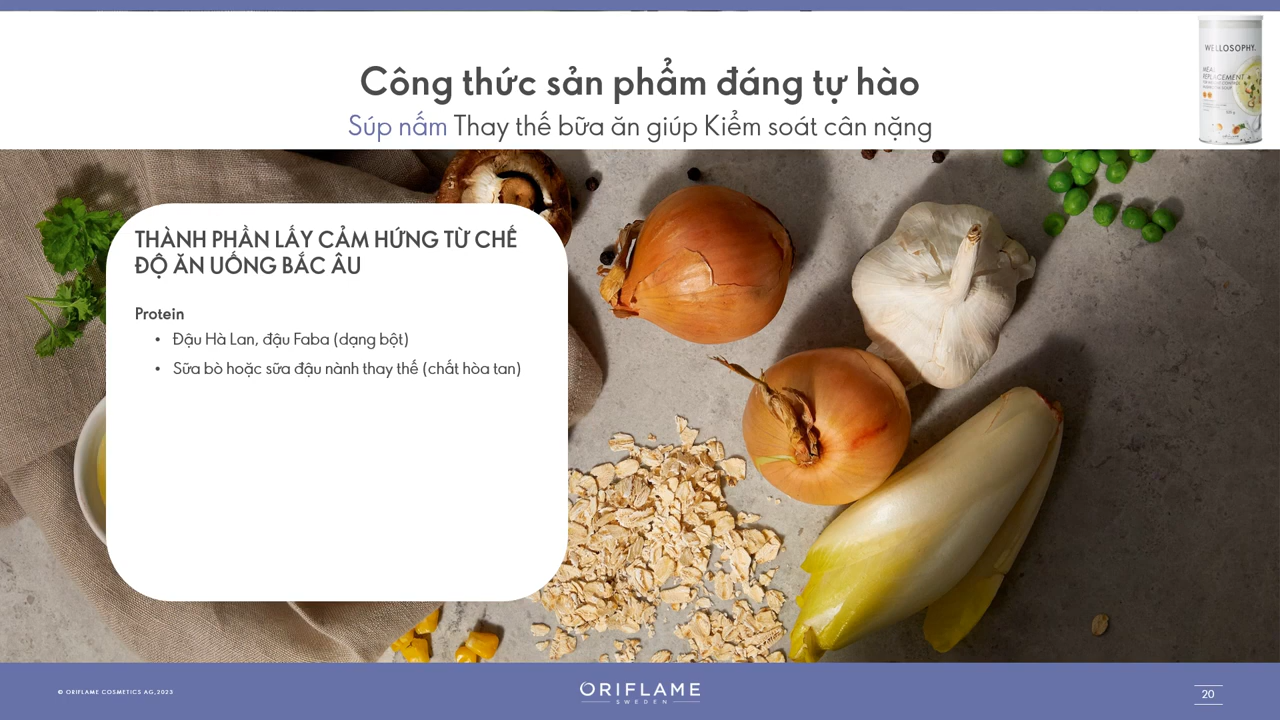 WELLOSOPHY.
MEAL
REPLACEMENT
Công thức sản phẩm đáng tự hào
Súp nấm Thay thế bữa ăn giúp Kiểm soát cân nặng
THÀNH PHẦN LẤY CẢM HỨNG TỪ CHẾ
ĐỘ ĂN UỐNG BẮC ÂU
Protein
• Đậu Hà Lan, đậu Faba (dạng bột)
• Sữa bò hoặc sữa đậu nành thay thế (chất hòa tan)
© ORIFLAME COSMETICS AG,2023
ORIFLAME
SWEDEN
20